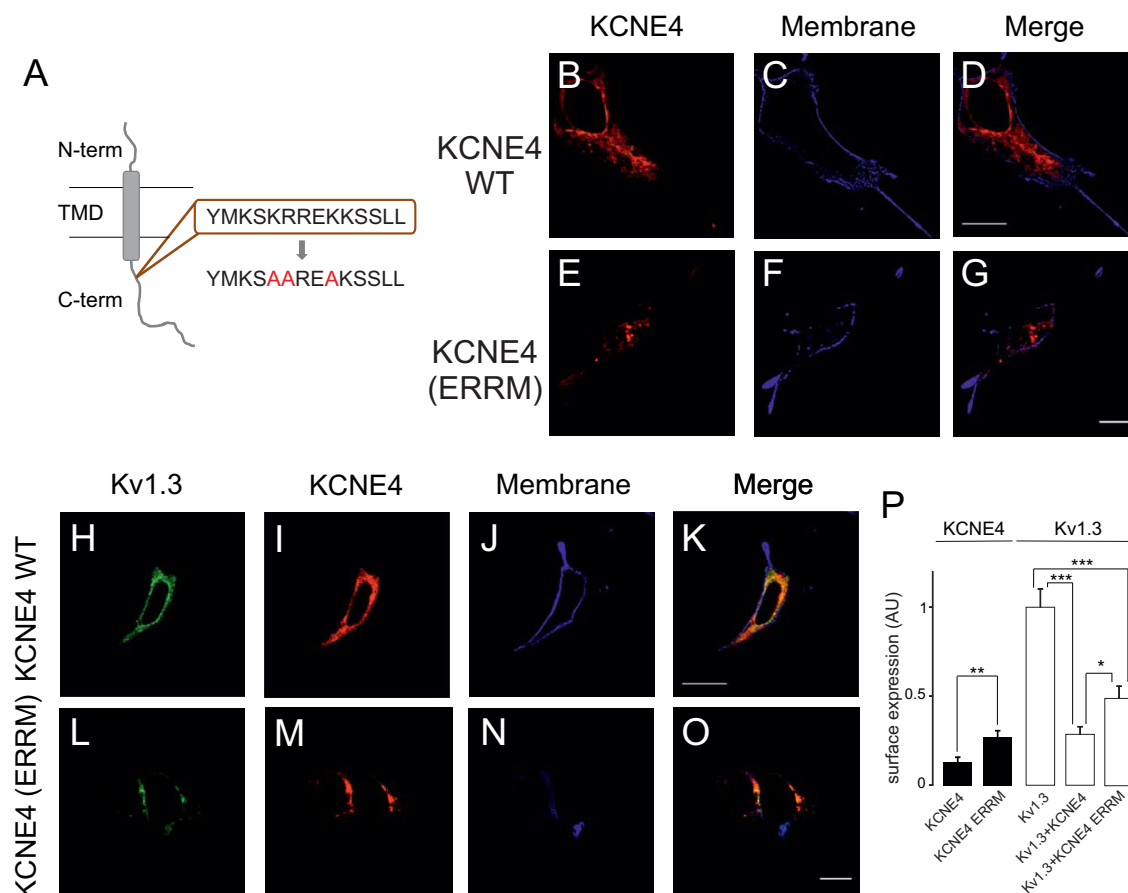 A
N-term
TMD
C-term
YMKSKRREKKSSLL
YMKSAAREAKSSLL
KCNE4
Membrane
Merge
KCNE4
WT
B
C
D
KCNE4
(ERRM)
E
F
G
Kv1.3
KCNE4
Membrane
Merge
KCNE4 WT
H
I
J
K
KCNE4 (ERRM)
L
M
N
O
P
KCNE4
Kv1.3
surface expression (AU)
1
0.5
0
**
***
***
*
KCNE4
KCNE4 ERRM
Kv1.3
Kv1.3+KCNE4
Kv1.3+KCNE4 ERRM